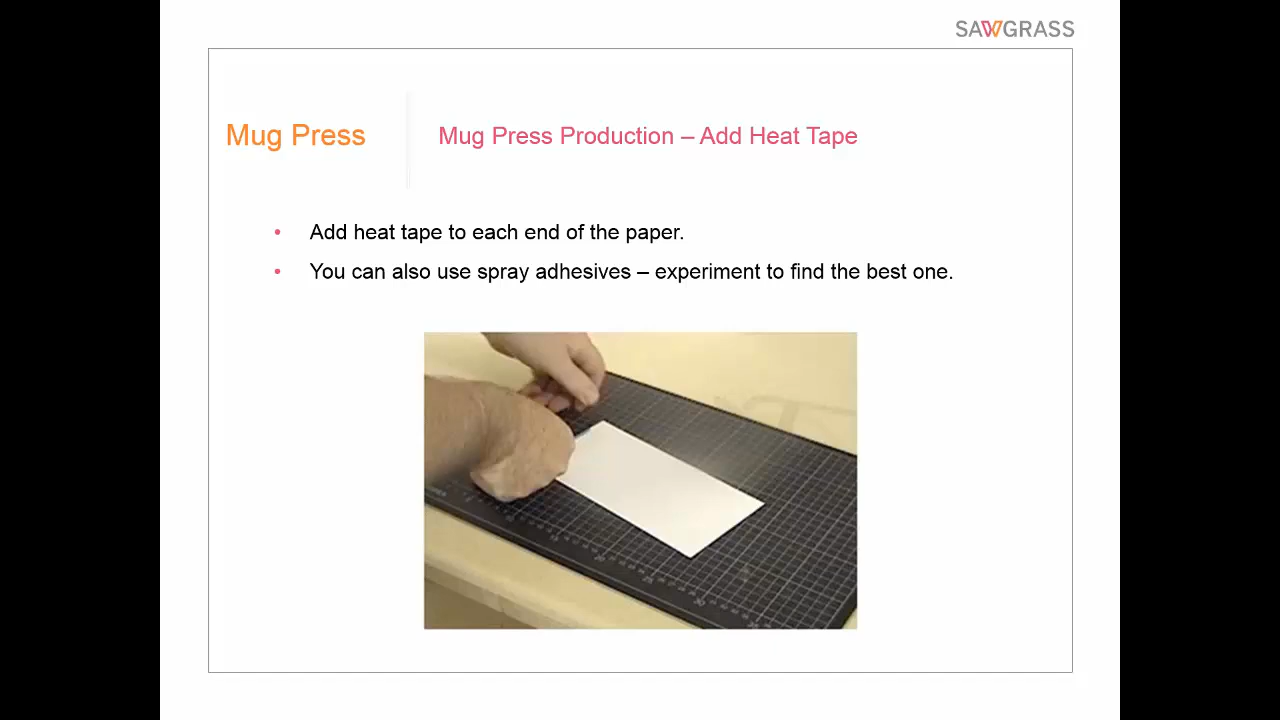 SAWGRASS
Mug Press
Mug Press Production – Add Heat Tape
• Add heat tape to each end of the paper.
• You can also use spray adhesives – experiment to find the best one.